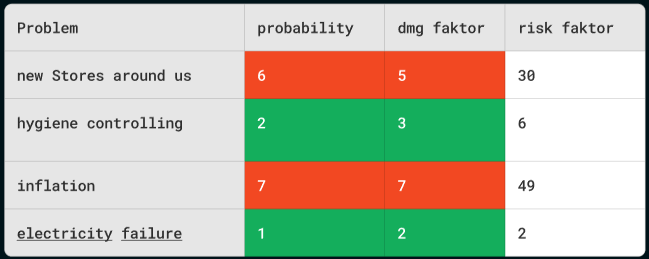 Problem probability dmg faktor risk faktor
new Stores around us 6 5 30
hygiene controlling 2 3 6
inflation 7 7 49
electricity failure 1 2 2